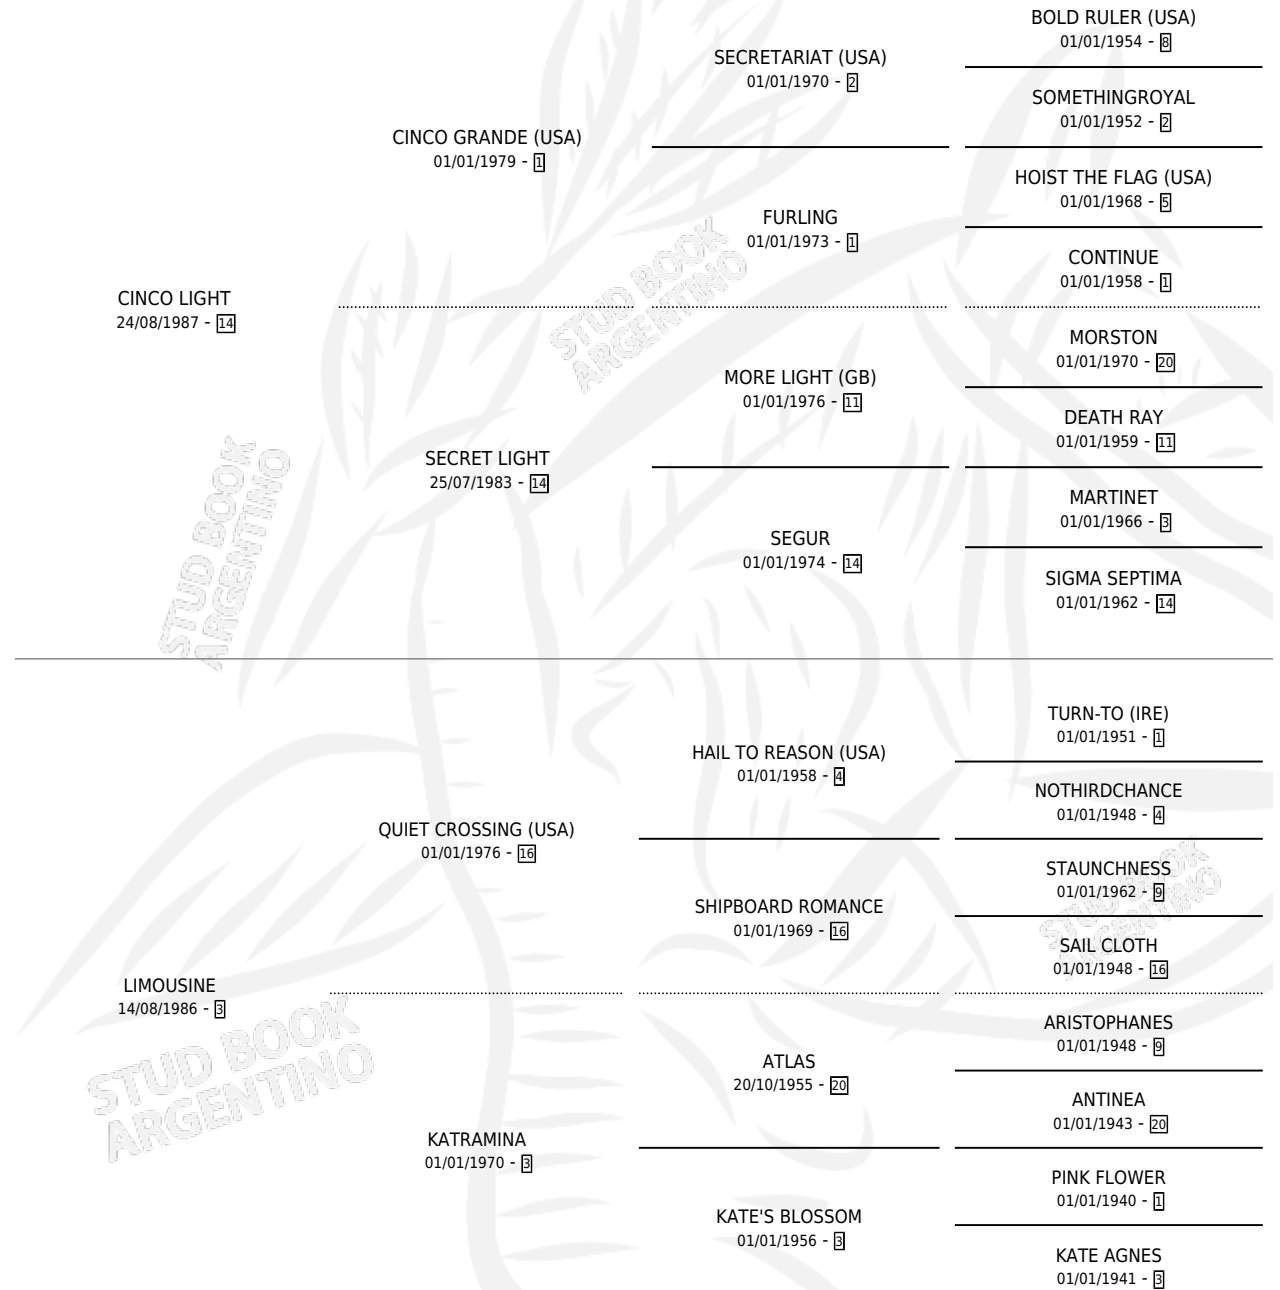 BOLD RULER (USA)
01/01/1954 - 8
SECRETARIAT (USA)
01/01/1970 - 2
SOMETHINGROYAL
01/01/1952 - 2
CINCO GRANDE (USA)
01/01/1979 - 1
HOIST THE FLAG (USA)
01/01/1968 - 5
FURLING
01/01/1973 - 1
CONTINUE
01/01/1958 - 1
CINCO LIGHT
24/08/1987 - 14
MORSTON
01/01/1970 - 20
MORE LIGHT (GB)
01/01/1976 - 11
DEATH RAY
01/01/1959 - 11
SECRET LIGHT
25/07/1983 - 14
MARTINET
01/01/1966 - 3
SEGUR
01/01/1974 - 14
SIGMA SEPTIMA
01/01/1962 - 14
STUD BOOK
ARGENTINO
STUD BOOK
ARGENTINO
TURN-TO (IRE)
01/01/1951 - 1
HAIL TO REASON (USA)
01/01/1958 - 4
NOTHIRDCHANCE
01/01/1948 - 4
QUIET CROSSING (USA)
01/01/1976 - 16
STAUNCHNESS
01/01/1962 - 9
SHIPBOARD ROMANCE
01/01/1969 - 16
SAIL CLOTH
01/01/1948 - 16
LIMOUSINE
14/08/1986 - 3
ARISTOPHANES
01/01/1948 - 9
ATLAS
20/10/1955 - 20
ANTINEA
01/01/1943 - 20
KATRAMINA
01/01/1970 - 3
PINK FLOWER
01/01/1940 - 1
KATE'S BLOSSOM
01/01/1956 - 3
KATE AGNES
01/01/1941 - 3
STUD BOOK
ARGENTINO
STUD BOOK
ARGENTINO